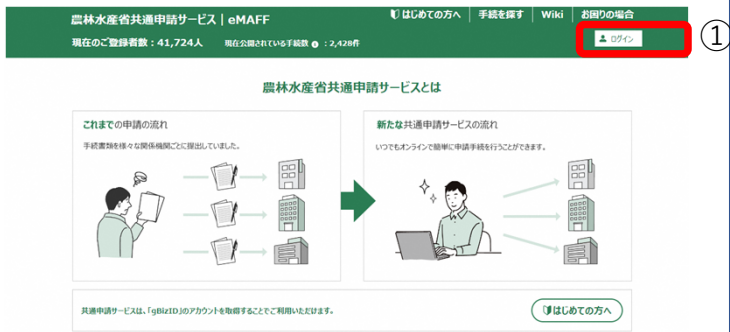 農林水産省共通申請サービス | eMAFF
はじめての方へ
手続を探す
Wiki
お困りの場合
現在のご登録者数：41,724人
現在公開されている手続数 ：2,428件
ログイン
①
農林水産省共通申請サービスとは
これまでの申請の流れ
手続書類を様々な関係機関ごとに提出していました。
新たな共通申請サービスの流れ
いつでもオンラインで簡単に申請手続を行うことができます。
共通申請サービスは、「gBizID」のアカウントを取得することでご利用いただけます。
はじめての方へ